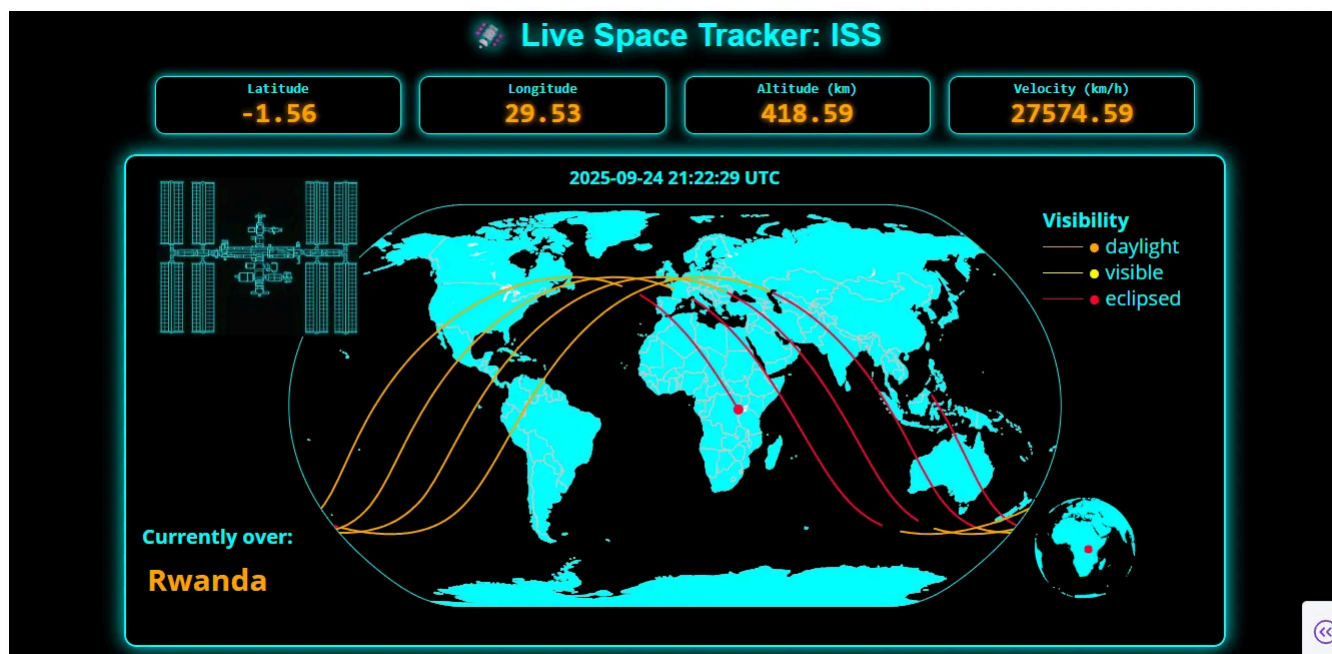 Live Space Tracker: ISS
Latitude
-1.56
Longitude
29.53
Altitude (km)
418.59
Velocity (km/h)
27574.59
2025-09-24 21:22:29 UTC
Visibility
daylight
visible
eclipsed
Currently over:
Rwanda